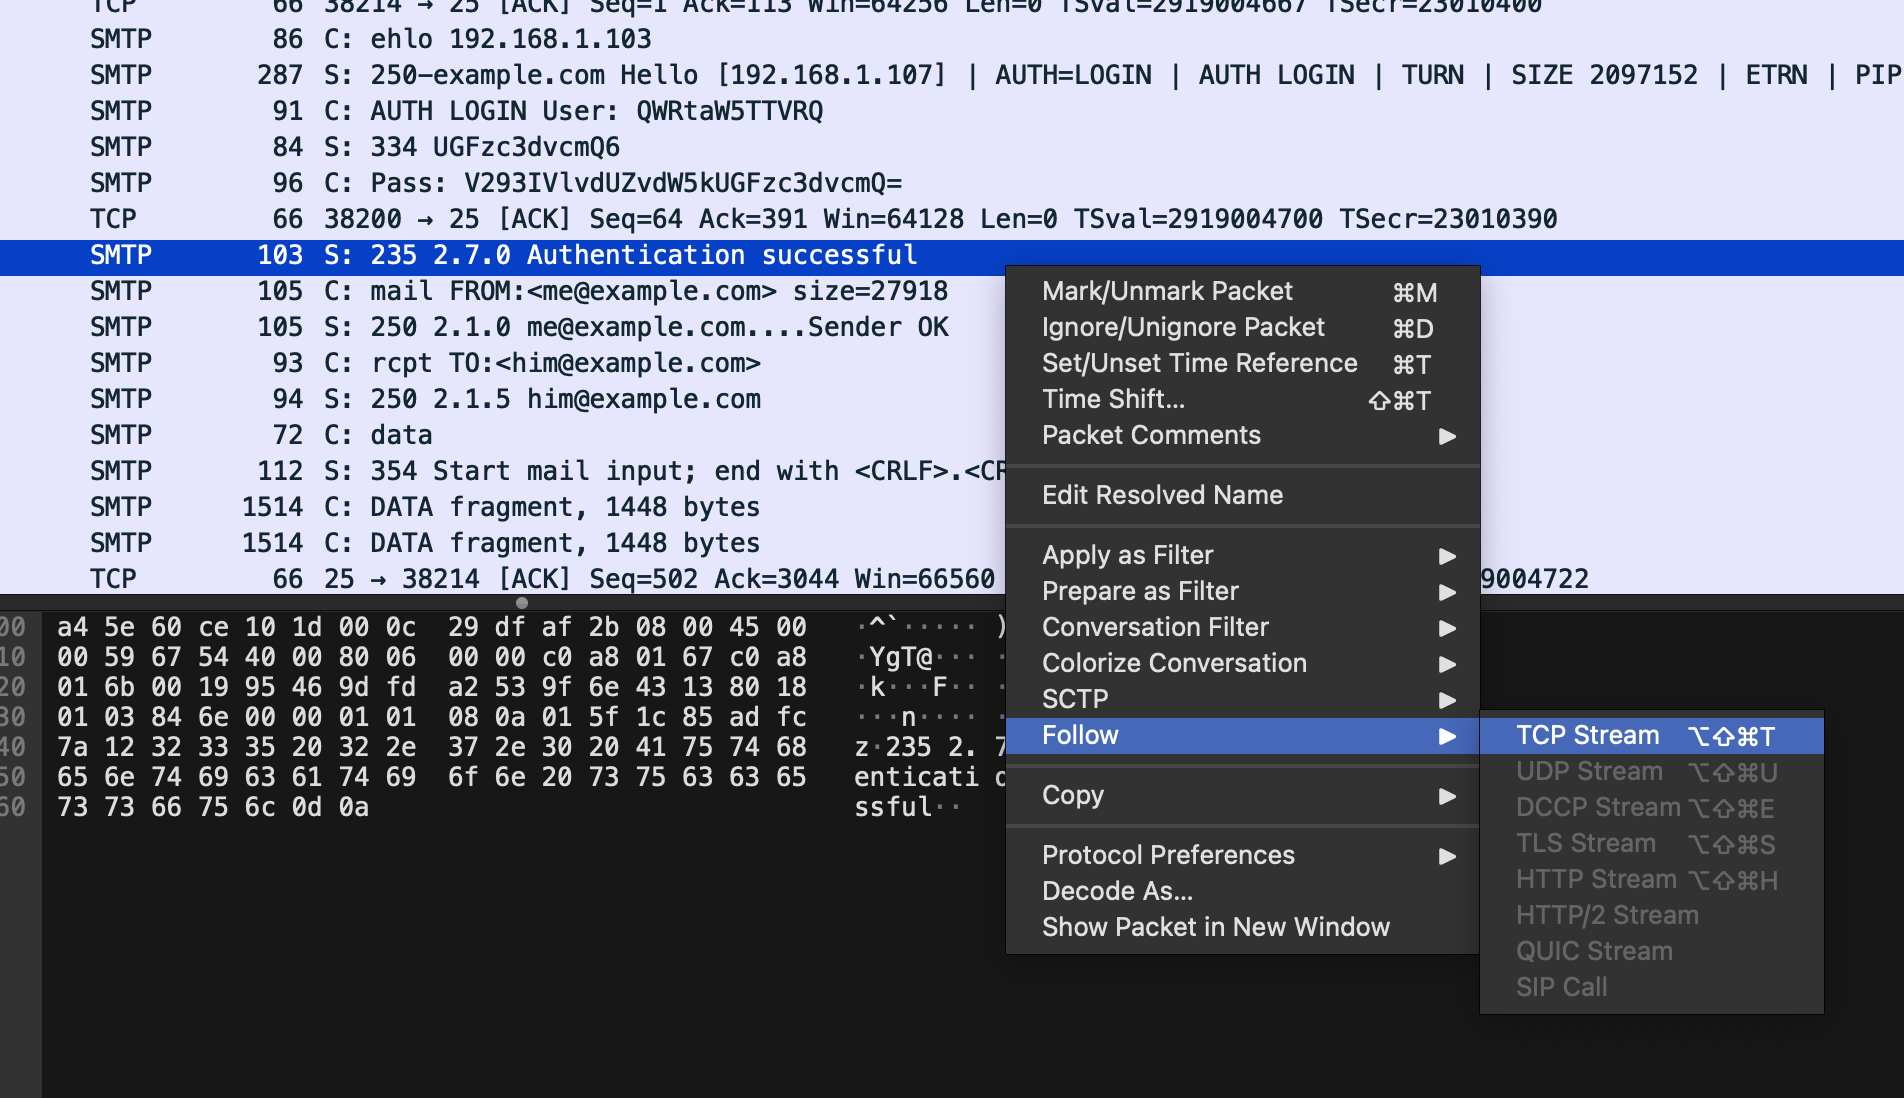 TCP 66 38214 → 25 [ACK] Seq=1 Ack=113 Win=64256 Len=0 TSval=2919004667 TSecr=23010400
SMTP 86 C: ehlo 192.168.1.103
SMTP 287 S: 250-example.com Hello [192.168.1.107] | AUTH=LOGIN | AUTH LOGIN | TURN | SIZE 2097152 | ETRN | PIP
SMTP 91 C: AUTH LOGIN User: QWRtaW5TTVRQ
SMTP 84 S: 334 UGFzc3dvcmQ6
SMTP 96 C: Pass: V293IVlvdUZvdW5kUGFzc3dvcmQ=
TCP 66 38200 → 25 [ACK] Seq=64 Ack=391 Win=64128 Len=0 TSval=2919004700 TSecr=23010390
SMTP 103 S: 235 2.7.0 Authentication successful
SMTP 105 C: mail FROM:<me@example.com> size=27918
SMTP 105 S: 250 2.1.0 me@example.com....Sender OK
SMTP 93 C: rcpt TO:<him@example.com>
SMTP 94 S: 250 2.1.5 him@example.com
SMTP 72 C: data
SMTP 112 S: 354 Start mail input; end with <CRLF>.<CR
SMTP 1514 C: DATA fragment, 1448 bytes
SMTP 1514 C: DATA fragment, 1448 bytes
TCP 66 25 → 38214 [ACK] Seq=502 Ack=3044 Win=66560 9004722
00 a4 5e 60 ce 10 1d 00 0c 29 df af 2b 08 00 45 00 ·^`····· )
10 00 59 67 54 40 00 80 06 00 00 c0 a8 01 67 c0 a8 ·YgT@··· ·
20 01 6b 00 19 95 46 9d fd a2 53 9f 6e 43 13 80 18 ·k···F·· ·
30 01 03 84 6e 00 00 01 01 08 0a 01 5f 1c 85 ad fc ···n···· ·
40 7a 12 32 33 35 20 32 2e 37 2e 30 20 41 75 74 68 z·235 2. 7
50 65 6e 74 69 63 61 74 69 6f 6e 20 73 75 63 63 65 enticati o
60 73 73 66 75 6c 0d 0a ssful··
Mark/Unmark Packet ⌘M
Ignore/Unignore Packet ⌘D
Set/Unset Time Reference ⌘T
Time Shift... ⇧⌘T
Packet Comments ▶
Edit Resolved Name
Apply as Filter ▶
Prepare as Filter ▶
Conversation Filter ▶
Colorize Conversation ▶
SCTP ▶
Follow ▶
Copy ▶
Protocol Preferences ▶
Decode As...
Show Packet in New Window
TCP Stream ⌥⇧⌘T
UDP Stream ⌥⇧⌘U
DCCP Stream ⌥⇧⌘E
TLS Stream ⌥⇧⌘S
HTTP Stream ⌥⇧⌘H
HTTP/2 Stream
QUIC Stream
SIP Call